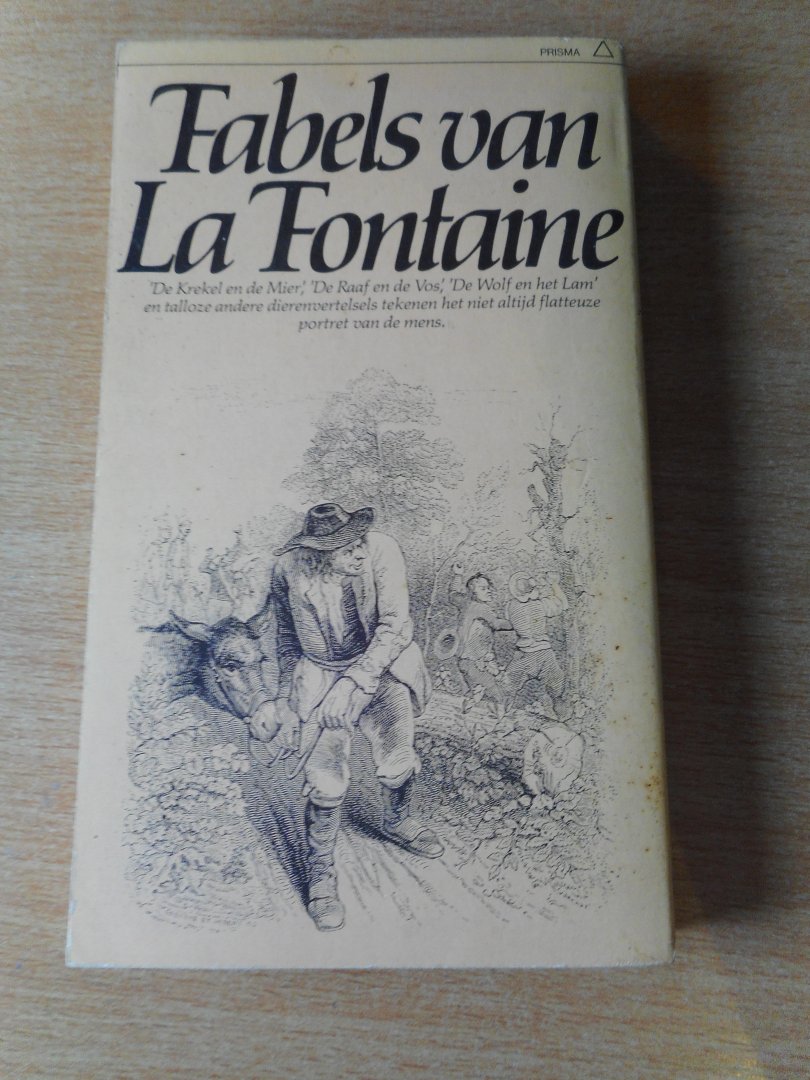 PRISMA
Fabels van
La Fontaine
'De Krekel en de Mier,' 'De Raaf en de Vos,' 'De Wolf en het Lam'
en talloze andere dierenvertelsels tekenen het niet altijd flatteuze
portret van de mens.